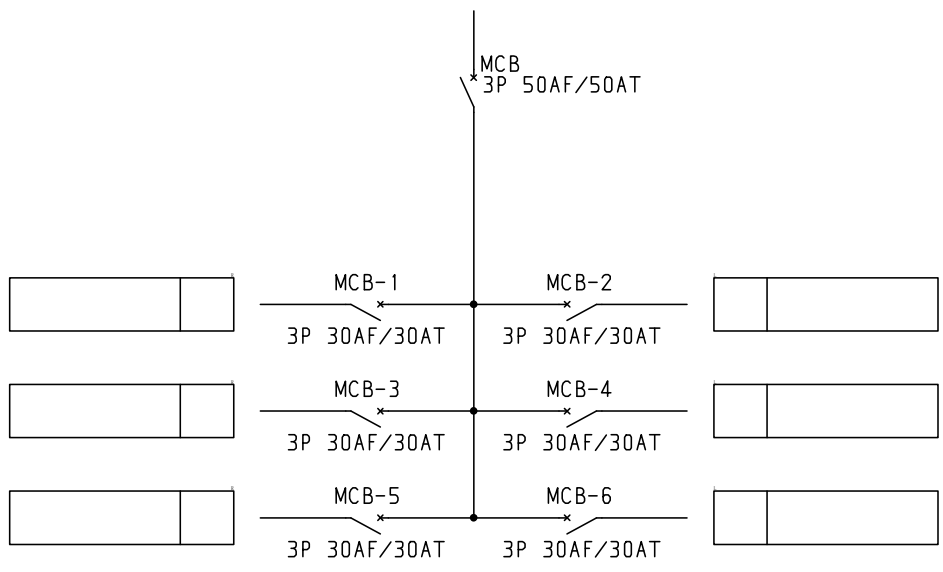 MCB
3P 50AF/50AT
MCB-1
MCB-2
3P 30AF/30AT
3P 30AF/30AT
MCB-3
MCB-4
3P 30AF/30AT
3P 30AF/30AT
MCB-5
MCB-6
3P 30AF/30AT
3P 30AF/30AT